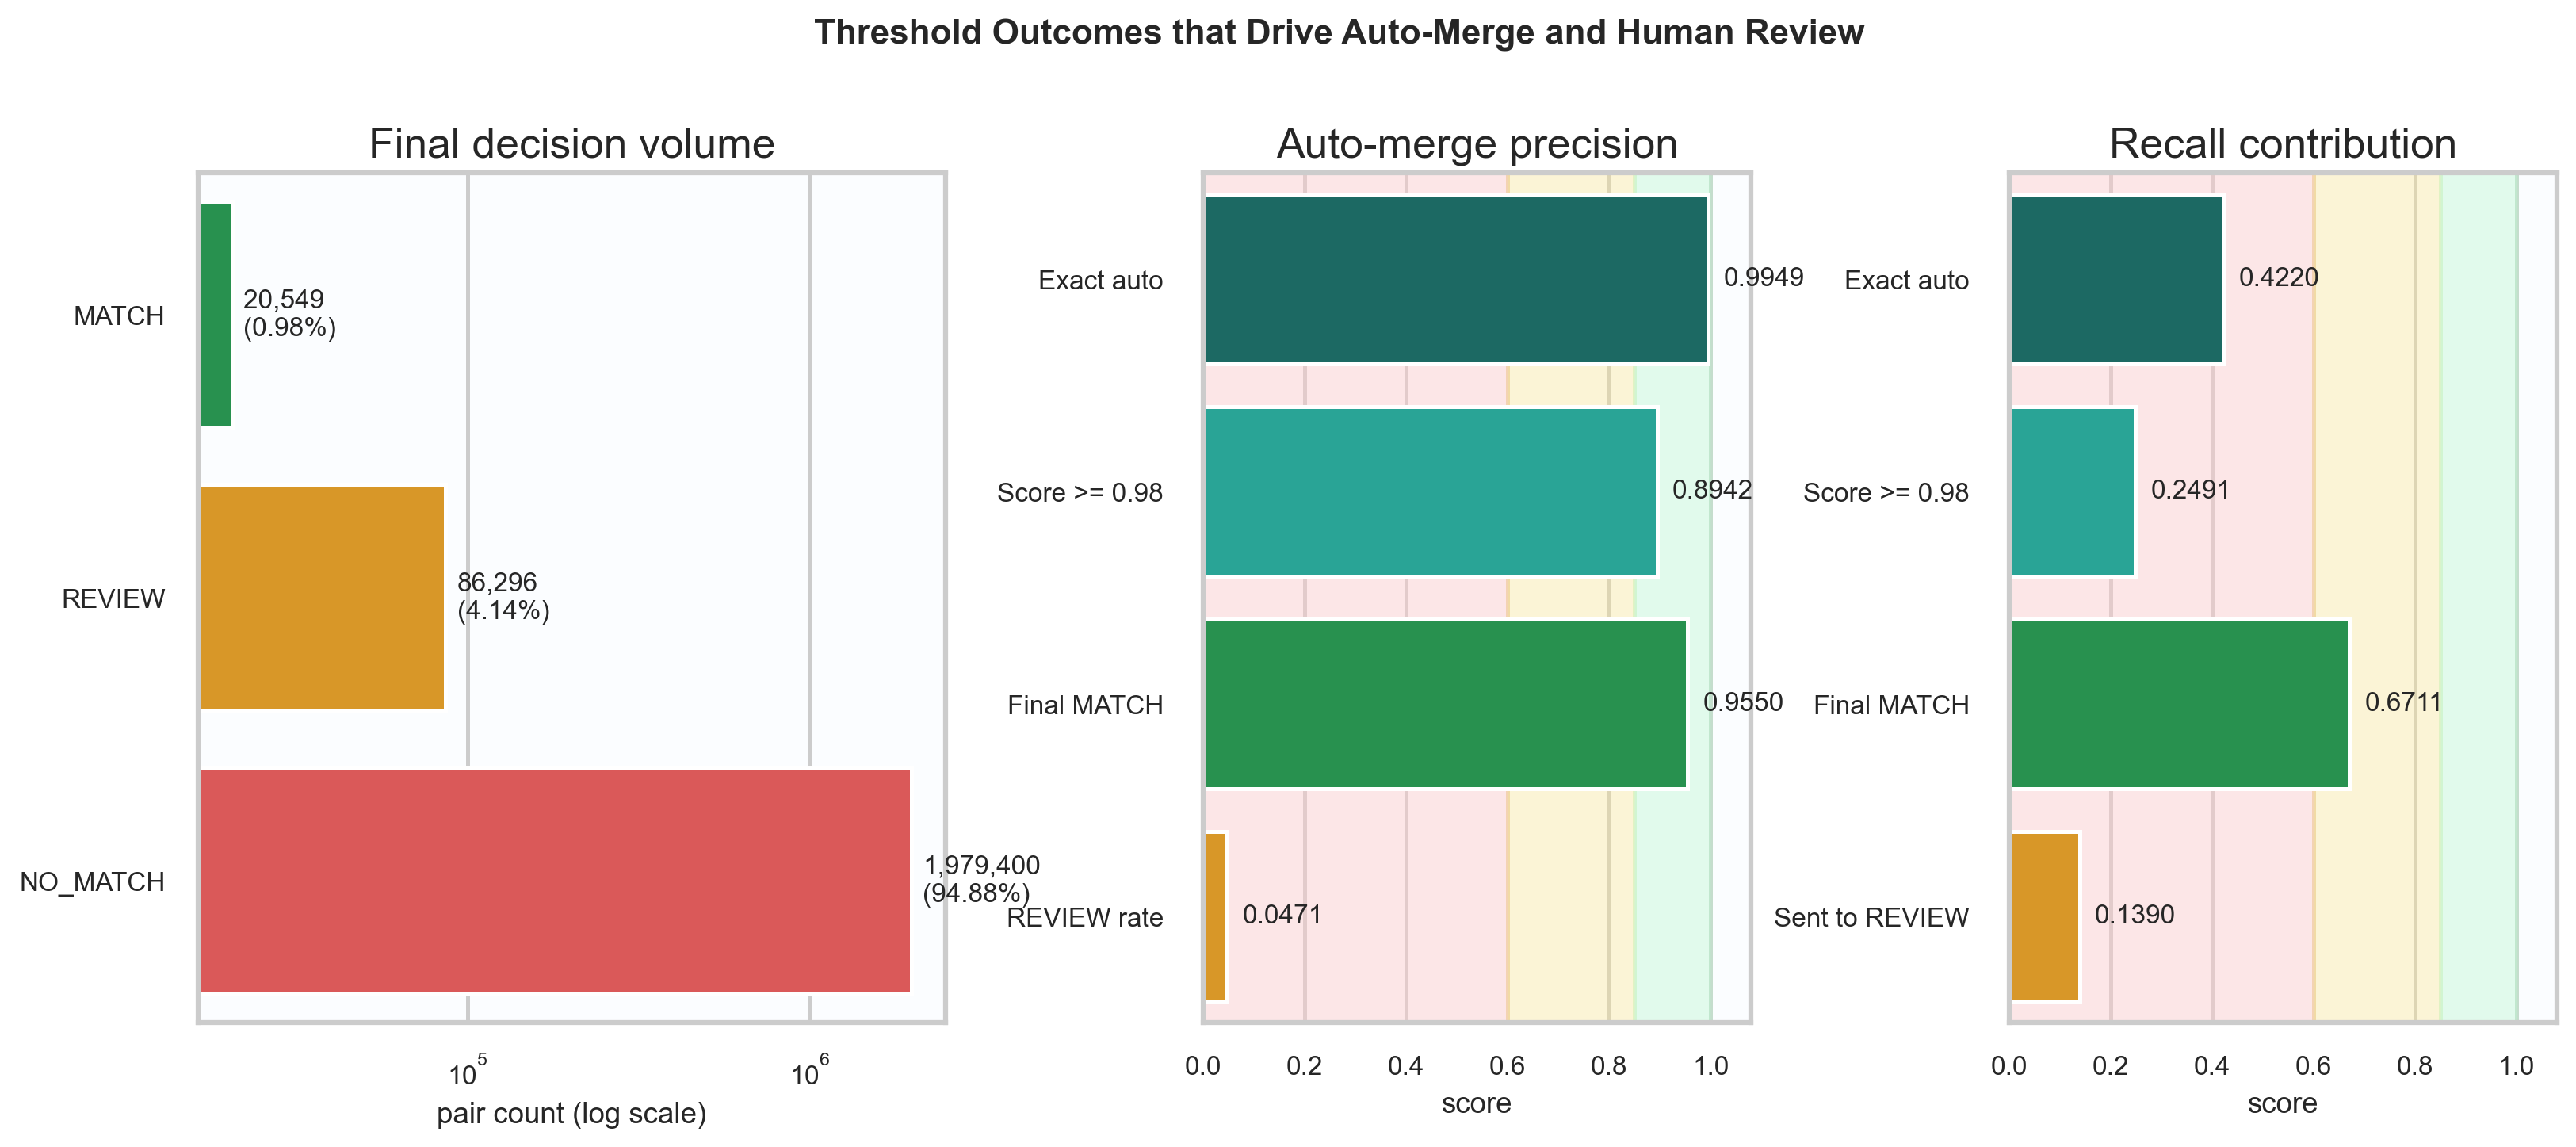 Threshold Outcomes that Drive Auto-Merge and Human Review
Final decision volume
MATCH
20,549
(0.98%)
REVIEW
86,296
(4.14%)
NO_MATCH
1,979,400
(94.88%)
10^5
10^6
pair count (log scale)
Auto-merge precision
Exact auto
0.9949
Score >= 0.98
0.8942
Final MATCH
0.9550
REVIEW rate
0.0471
0.0 0.2 0.4 0.6 0.8 1.0
score
Recall contribution
Exact auto
0.4220
Score >= 0.98
0.2491
Final MATCH
0.6711
Sent to REVIEW
0.1390
0.0 0.2 0.4 0.6 0.8 1.0
score